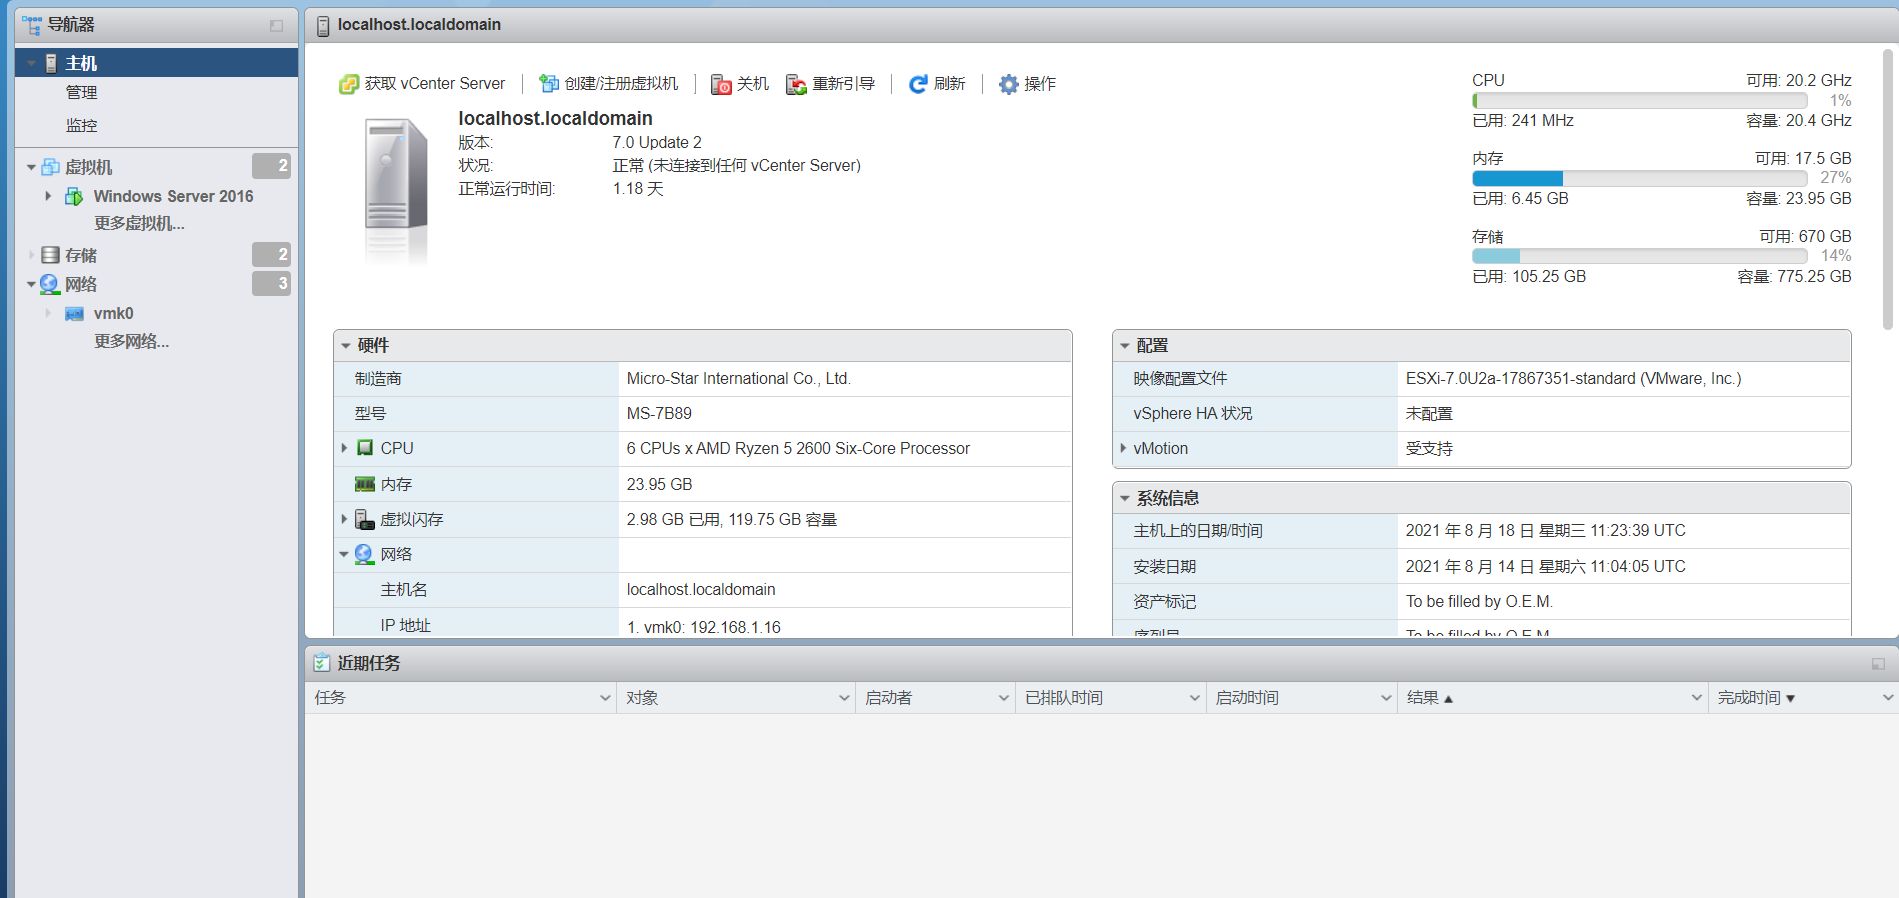 导航器
主机
管理
监控
虚拟机 2
Windows Server 2016
更多虚拟机...
存储 2
网络 3
vmk0
更多网络...
localhost.localdomain
获取 vCenter Server
创建/注册虚拟机
关机
重新引导
刷新
操作
localhost.localdomain
版本: 7.0 Update 2
状况: 正常 (未连接到任何 vCenter Server)
正常运行时间: 1.18 天
CPU 可用: 20.2 GHz
1%
已用: 241 MHz 容量: 20.4 GHz
内存 可用: 17.5 GB
27%
已用: 6.45 GB 容量: 23.95 GB
存储 可用: 670 GB
14%
已用: 105.25 GB 容量: 775.25 GB
硬件
制造商 Micro-Star International Co., Ltd.
型号 MS-7B89
CPU 6 CPUs x AMD Ryzen 5 2600 Six-Core Processor
内存 23.95 GB
虚拟闪存 2.98 GB 已用, 119.75 GB 容量
网络
主机名 localhost.localdomain
IP 地址 1. vmk0: 192.168.1.16
配置
映像配置文件 ESXi-7.0U2a-17867351-standard (VMware, Inc.)
vSphere HA 状况 未配置
vMotion 受支持
系统信息
主机上的日期/时间 2021 年 8 月 18 日 星期三 11:23:39 UTC
安装日期 2021 年 8 月 14 日 星期六 11:04:05 UTC
资产标记 To be filled by O.E.M.
序列号 To be filled by O.E.M.
近期任务
任务 对象 启动者 已排队时间 启动时间 结果 ▲ 完成时间 ▼